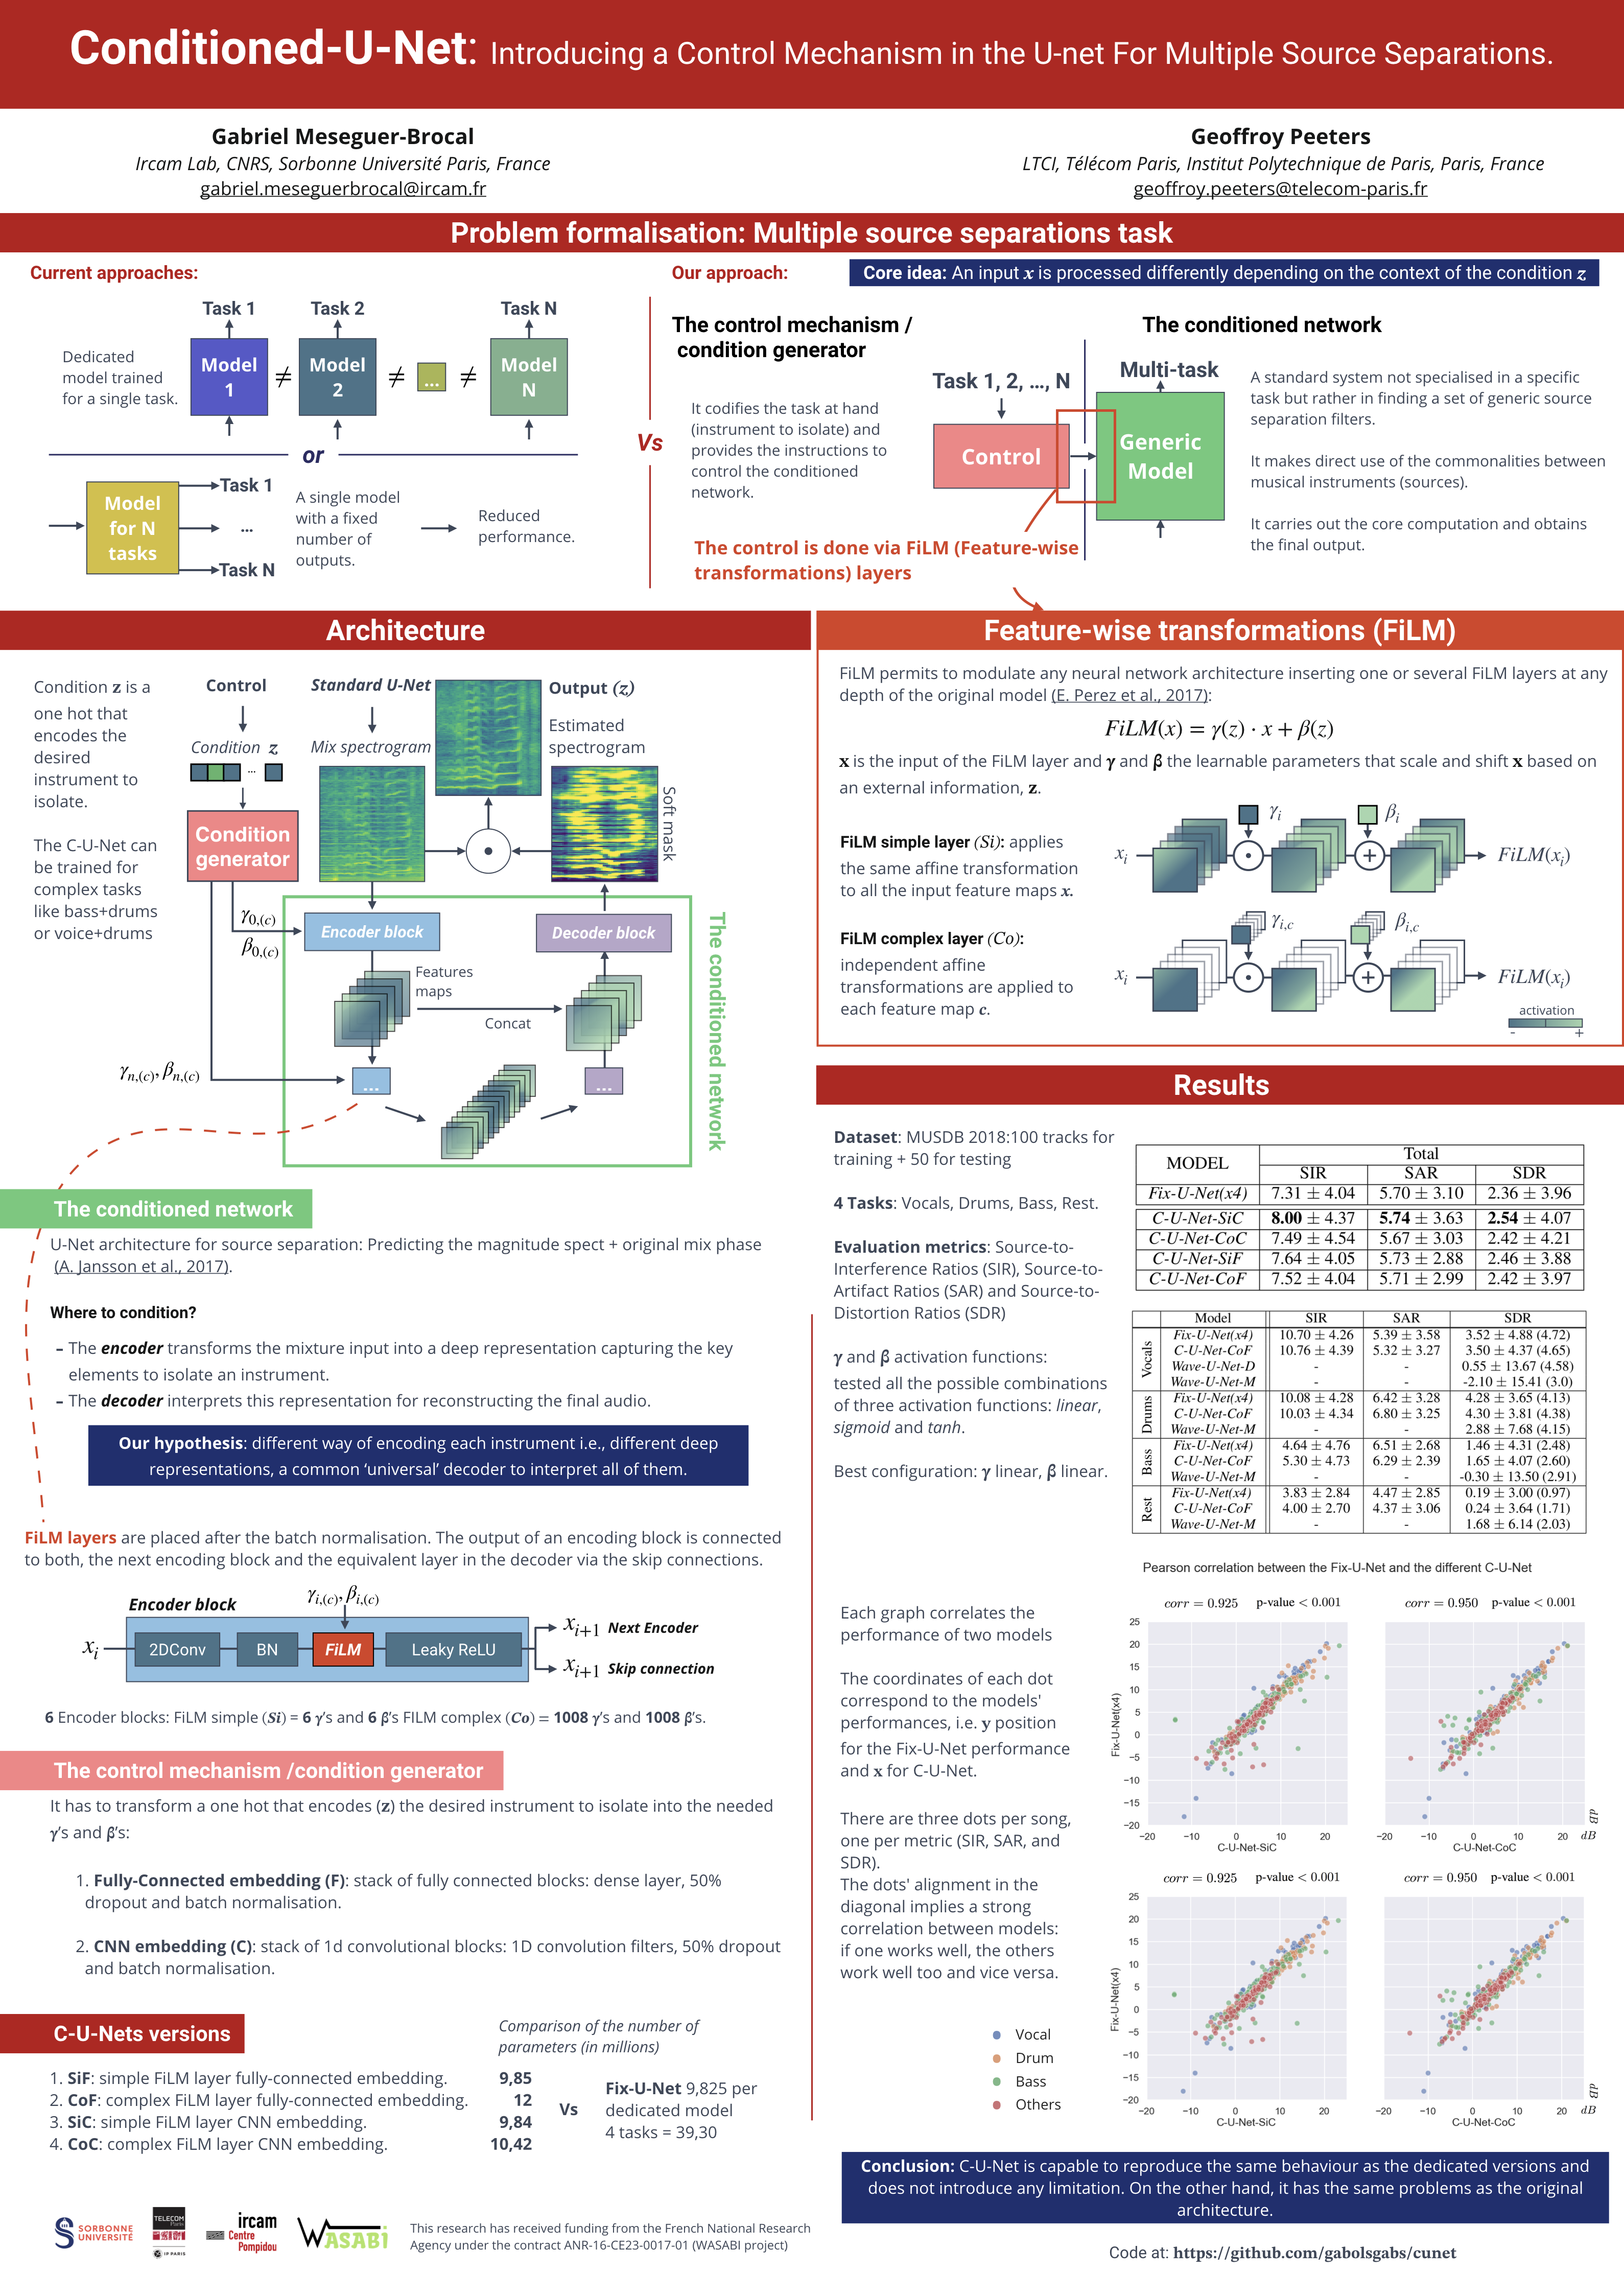 Conditioned-U-Net: Introducing a Control Mechanism in the U-net For Multiple Source Separations.
Gabriel Meseguer-Brocal
Ircam Lab, CNRS, Sorbonne Université Paris, France
gabriel.meseguerbrocal@ircam.fr
Geoffroy Peeters
LTCI, Télécom Paris, Institut Polytechnique de Paris, Paris, France
geoffroy.peeters@telecom-paris.fr
Problem formalisation: Multiple source separations task
Current approaches:
Task 1
Task 2
Task N
Dedicated
model trained
for a single task.
Model
1
≠
Model
2
≠
...
≠
Model
N
or
Model
for N
tasks
Task 1
...
Task N
A single model
with a fixed
number of
outputs.
Reduced
performance.
Vs
Our approach:
Core idea: An input x is processed differently depending on the context of the condition z
The control mechanism /
condition generator
The conditioned network
It codifies the task at hand
(instrument to isolate) and
provides the instructions to
control the conditioned
network.
Task 1, 2, ..., N
Control
Multi-task
Generic
Model
A standard system not specialised in a specific
task but rather in finding a set of generic source
separation filters.
It makes direct use of the commonalities between
musical instruments (sources).
It carries out the core computation and obtains
the final output.
The control is done via FiLM (Feature-wise
transformations) layers
Architecture
Condition z is a
one hot that
encodes the
desired
instrument to
isolate.
The C-U-Net can
be trained for
complex tasks
like bass+drums
or voice+drums
Control
Condition z
...
Condition
generator
Standard U-Net
Mix spectrogram
Output (z)
Estimated
spectrogram
Soft mask
γ0,(c)
β0,(c)
Encoder block
Decoder block
Features
maps
Concat
γn,(c), βn,(c)
...
...
The conditioned network
The conditioned network
U-Net architecture for source separation: Predicting the magnitude spect + original mix phase
(A. Jansson et al., 2017).
Where to condition?
– The encoder transforms the mixture input into a deep representation capturing the key
elements to isolate an instrument.
– The decoder interprets this representation for reconstructing the final audio.
Our hypothesis: different way of encoding each instrument i.e., different deep
representations, a common ‘universal’ decoder to interpret all of them.
FiLM layers are placed after the batch normalisation. The output of an encoding block is connected
to both, the next encoding block and the equivalent layer in the decoder via the skip connections.
Encoder block
γi,(c), βi,(c)
xi
2DConv
BN
FiLM
Leaky ReLU
xi+1 Next Encoder
xi+1 Skip connection
6 Encoder blocks: FiLM simple (Si) = 6 γ’s and 6 β’s FILM complex (Co) = 1008 γ’s and 1008 β’s.
The control mechanism /condition generator
It has to transform a one hot that encodes (z) the desired instrument to isolate into the needed
γ’s and β’s:
1. Fully-Connected embedding (F): stack of fully connected blocks: dense layer, 50%
dropout and batch normalisation.
2. CNN embedding (C): stack of 1d convolutional blocks: 1D convolution filters, 50% dropout
and batch normalisation.
C-U-Nets versions
Comparison of the number of
parameters (in millions)
1. SiF: simple FiLM layer fully-connected embedding. 9,85
2. CoF: complex FiLM layer fully-connected embedding. 12
3. SiC: simple FiLM layer CNN embedding. 9,84
4. CoC: complex FiLM layer CNN embedding. 10,42
Vs
Fix-U-Net 9,825 per
dedicated model
4 tasks = 39,30
SORBONNE
UNIVERSITÉ
TELECOM
Paris
IP PARIS
ircam
Centre
Pompidou
WASABI
This research has received funding from the French National Research
Agency under the contract ANR-16-CE23-0017-01 (WASABI project)
Feature-wise transformations (FiLM)
FiLM permits to modulate any neural network architecture inserting one or several FiLM layers at any
depth of the original model (E. Perez et al., 2017):
FiLM(x) = γ(z) · x + β(z)
x is the input of the FiLM layer and γ and β the learnable parameters that scale and shift x based on
an external information, z.
FiLM simple layer (Si): applies
the same affine transformation
to all the input feature maps x.
xi
γi
βi
FiLM(xi)
FiLM complex layer (Co):
independent affine
transformations are applied to
each feature map c.
xi
γi,c
βi,c
FiLM(xi)
activation
- +
Results
Dataset: MUSDB 2018:100 tracks for
training + 50 for testing
4 Tasks: Vocals, Drums, Bass, Rest.
Evaluation metrics: Source-to-
Interference Ratios (SIR), Source-to-
Artifact Ratios (SAR) and Source-to-
Distortion Ratios (SDR)
γ and β activation functions:
tested all the possible combinations
of three activation functions: linear,
sigmoid and tanh.
Best configuration: γ linear, β linear.
MODEL Total
SIR SAR SDR
Fix-U-Net(x4) 7.31 ± 4.04 5.70 ± 3.10 2.36 ± 3.96
C-U-Net-SiC 8.00 ± 4.37 5.74 ± 3.63 2.54 ± 4.07
C-U-Net-CoC 7.49 ± 4.54 5.67 ± 3.03 2.42 ± 4.21
C-U-Net-SiF 7.64 ± 4.05 5.73 ± 2.88 2.46 ± 3.88
C-U-Net-CoF 7.52 ± 4.04 5.71 ± 2.99 2.42 ± 3.97
Model SIR SAR SDR
Vocals
Fix-U-Net(x4) 10.70 ± 4.26 5.39 ± 3.58 3.52 ± 4.88 (4.72)
C-U-Net-CoF 10.76 ± 4.39 5.32 ± 3.27 3.50 ± 4.37 (4.65)
Wave-U-Net-D - - 0.55 ± 13.67 (4.58)
Wave-U-Net-M - - -2.10 ± 15.41 (3.0)
Drums
Fix-U-Net(x4) 10.08 ± 4.28 6.42 ± 3.28 4.28 ± 3.65 (4.13)
C-U-Net-CoF 10.03 ± 4.34 6.80 ± 3.25 4.30 ± 3.81 (4.38)
Wave-U-Net-M - - 2.88 ± 7.68 (4.15)
Bass
Fix-U-Net(x4) 4.64 ± 4.76 6.51 ± 2.68 1.46 ± 4.31 (2.48)
C-U-Net-CoF 5.30 ± 4.73 6.29 ± 2.39 1.65 ± 4.07 (2.60)
Wave-U-Net-M - - -0.30 ± 13.50 (2.91)
Rest
Fix-U-Net(x4) 3.83 ± 2.84 4.47 ± 2.85 0.19 ± 3.00 (0.97)
C-U-Net-CoF 4.00 ± 2.70 4.37 ± 3.06 0.24 ± 3.64 (1.71)
Wave-U-Net-M - - 1.68 ± 6.14 (2.03)
Pearson correlation between the Fix-U-Net and the different C-U-Net
Each graph correlates the
performance of two models
The coordinates of each dot
correspond to the models'
performances, i.e. y position
for the Fix-U-Net performance
and x for C-U-Net.
There are three dots per song,
one per metric (SIR, SAR, and
SDR).
The dots' alignment in the
diagonal implies a strong
correlation between models:
if one works well, the others
work well too and vice versa.
Vocal
Drum
Bass
Others
corr = 0.925 p-value < 0.001
corr = 0.950 p-value < 0.001
Fix-U-Net(x4)
25
20
15
10
5
0
−5
−10
−15
−20
−20 −10 0 10 20
C-U-Net-SiC
−20 −10 0 10 20 dB
C-U-Net-CoC
dB
corr = 0.925 p-value < 0.001
corr = 0.950 p-value < 0.001
Fix-U-Net(x4)
25
20
15
10
5
0
−5
−10
−15
−20
−20 −10 0 10 20
C-U-Net-SiC
−20 −10 0 10 20 dB
C-U-Net-CoC
dB
Conclusion: C-U-Net is capable to reproduce the same behaviour as the dedicated versions and
does not introduce any limitation. On the other hand, it has the same problems as the original
architecture.
Code at: https://github.com/gabolsgabs/cunet